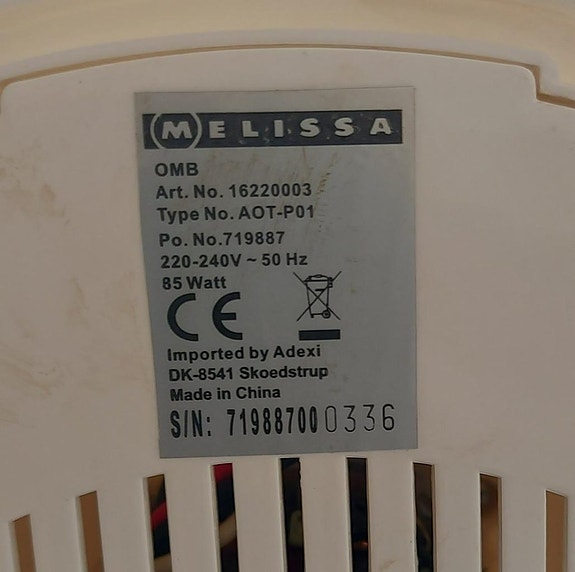 MELISSA
OMB
Art. No. 16220003
Type No. AOT-P01
Po. No.719887
220-240V ~ 50 Hz
85 Watt
CE
Imported by Adexi
DK-8541 Skoedstrup
Made in China
S/N: 719887000336